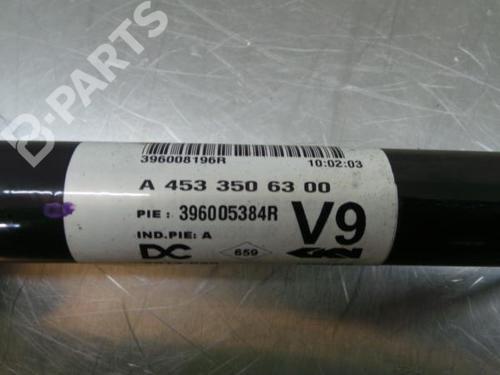 B-PARTS
396008196R 10:02:03
A 453 350 63 00
PIE : 396005384R V9
IND.PIE: A
DC 659 GKN